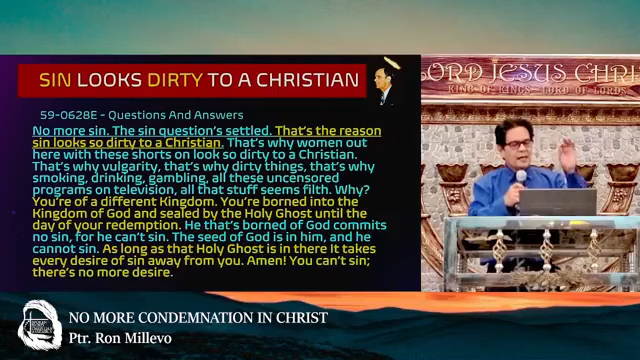 SIN LOOKS DIRTY TO A CHRISTIAN
59-0628E - Questions And Answers
No more sin. The sin question's settled. That's the reason
sin looks so dirty to a Christian. That's why women out
here with these shorts on look so dirty to a Christian.
That's why vulgarity, that's why dirty things, that's why
smoking, drinking, gambling, all these uncensored
programs on television, all that stuff seems filth. Why?
You're of a different Kingdom. You're borned into the
Kingdom of God and sealed by the Holy Ghost until the
day of your redemption. He that's borned of God commits
no sin, for he can't sin. The seed of God is in him, and he
cannot sin. As long as that Holy Ghost is in there It takes
every desire of sin away from you. Amen! You can't sin;
there's no more desire.
LORD JESUS CHRI
KING OF KINGS - LORD OF LORDS
NO MORE CONDEMNATION IN CHRIST
Ptr. Ron Millevo